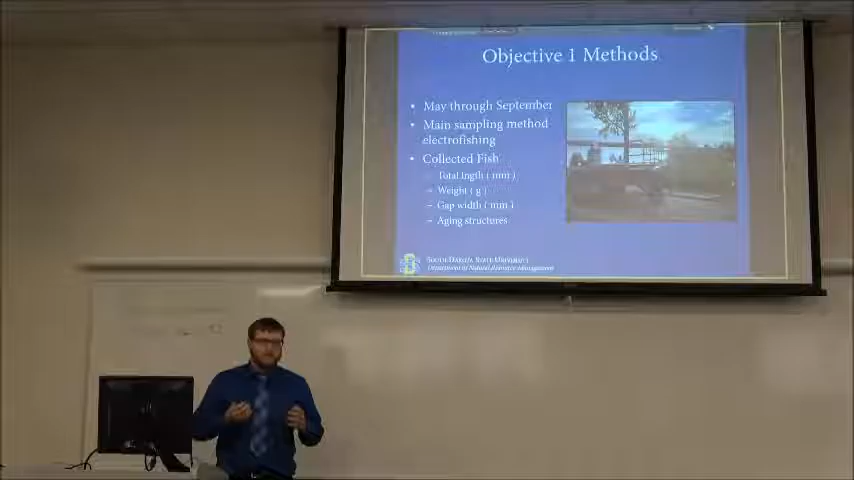 Objective 1 Methods
• May through September
• Main sampling method
electrofishing
• Collected Fish
– Total lngth ( mm )
– Weight ( g )
– Gap width ( mm )
– Aging structures
SOUTH DAKOTA STATE UNIVERSITY
Department of Natural Resource Management